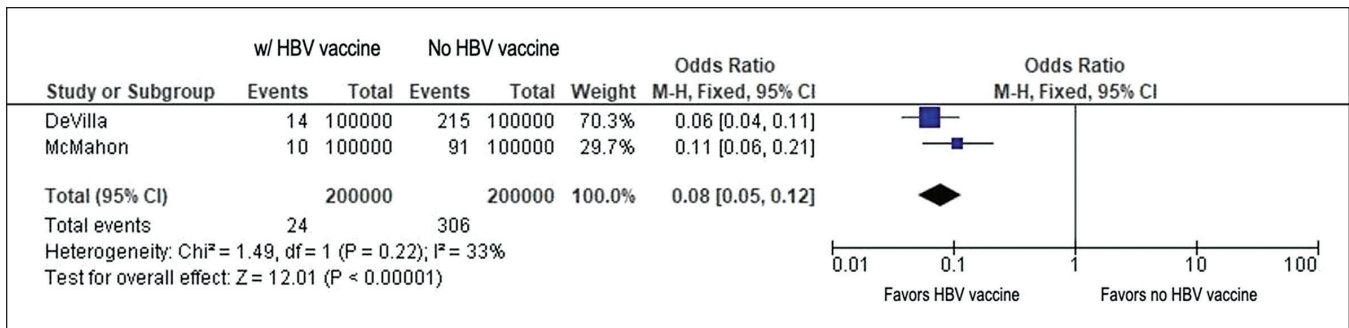 w/ HBV vaccine No HBV vaccine Odds Ratio Odds Ratio
Study or Subgroup Events Total Events Total Weight M-H, Fixed, 95% CI M-H, Fixed, 95% CI
DeVilla 14 100000 215 100000 70.3% 0.06 [0.04, 0.11]
McMahon 10 100000 91 100000 29.7% 0.11 [0.06, 0.21]
Total (95% CI) 200000 200000 100.0% 0.08 [0.05, 0.12]
Total events 24 306
Heterogeneity: Chi² = 1.49, df = 1 (P = 0.22); I² = 33%
Test for overall effect: Z = 12.01 (P < 0.00001)
0.01 0.1 1 10 100
Favors HBV vaccine Favors no HBV vaccine